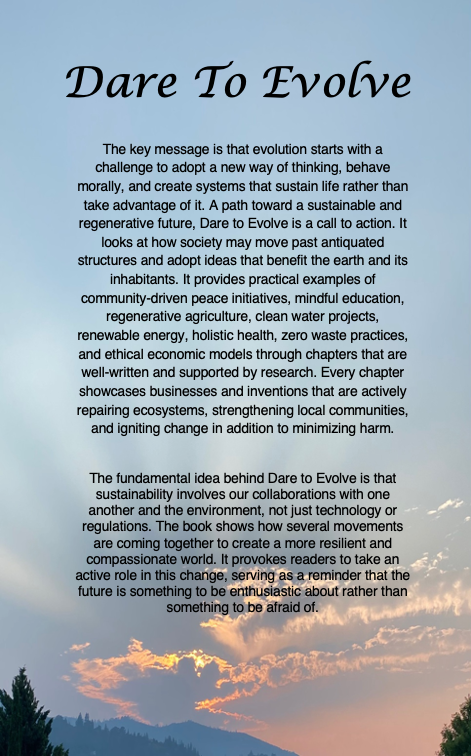 Dare To Evolve
The key message is that evolution starts with a
challenge to adopt a new way of thinking, behave
morally, and create systems that sustain life rather than
take advantage of it. A path toward a sustainable and
regenerative future, Dare to Evolve is a call to action. It
looks at how society may move past antiquated
structures and adopt ideas that benefit the earth and its
inhabitants. It provides practical examples of
community-driven peace initiatives, mindful education,
regenerative agriculture, clean water projects,
renewable energy, holistic health, zero waste practices,
and ethical economic models through chapters that are
well-written and supported by research. Every chapter
showcases businesses and inventions that are actively
repairing ecosystems, strengthening local communities,
and igniting change in addition to minimizing harm.
The fundamental idea behind Dare to Evolve is that
sustainability involves our collaborations with one
another and the environment, not just technology or
regulations. The book shows how several movements
are coming together to create a more resilient and
compassionate world. It provokes readers to take an
active role in this change, serving as a reminder that the
future is something to be enthusiastic about rather than
something to be afraid of.